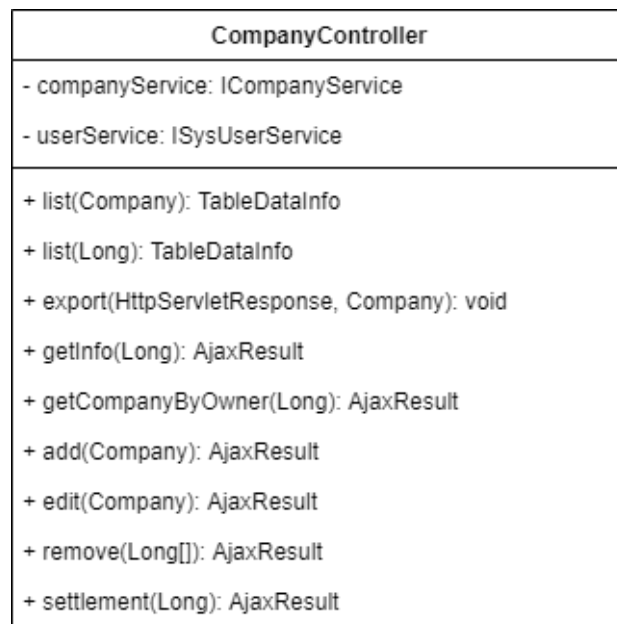 CompanyController
- companyService: ICompanyService
- userService: ISysUserService
+ list(Company): TableDataInfo
+ list(Long): TableDataInfo
+ export(HttpServletResponse, Company): void
+ getInfo(Long): AjaxResult
+ getCompanyByOwner(Long): AjaxResult
+ add(Company): AjaxResult
+ edit(Company): AjaxResult
+ remove(Long[]): AjaxResult
+ settlement(Long): AjaxResult